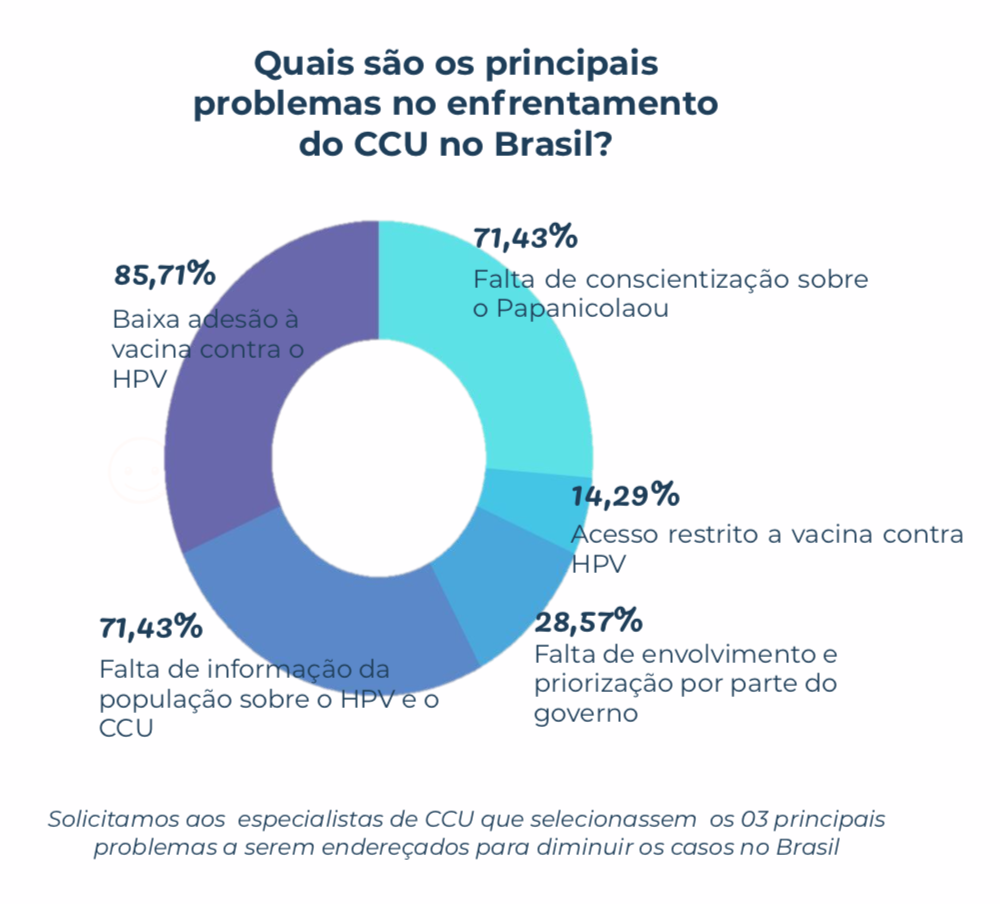 Quais são os principais
problemas no enfrentamento
do CCU no Brasil?
71,43%
Falta de conscientização sobre
o Papanicolaou
85,71%
Baixa adesão à
vacina contra o
HPV
14,29%
Acesso restrito a vacina contra
HPV
28,57%
Falta de envolvimento e
priorização por parte do
governo
71,43%
Falta de informação da
população sobre o HPV e o
CCU
Solicitamos aos especialistas de CCU que selecionassem os 03 principais
problemas a serem endereçados para diminuir os casos no Brasil